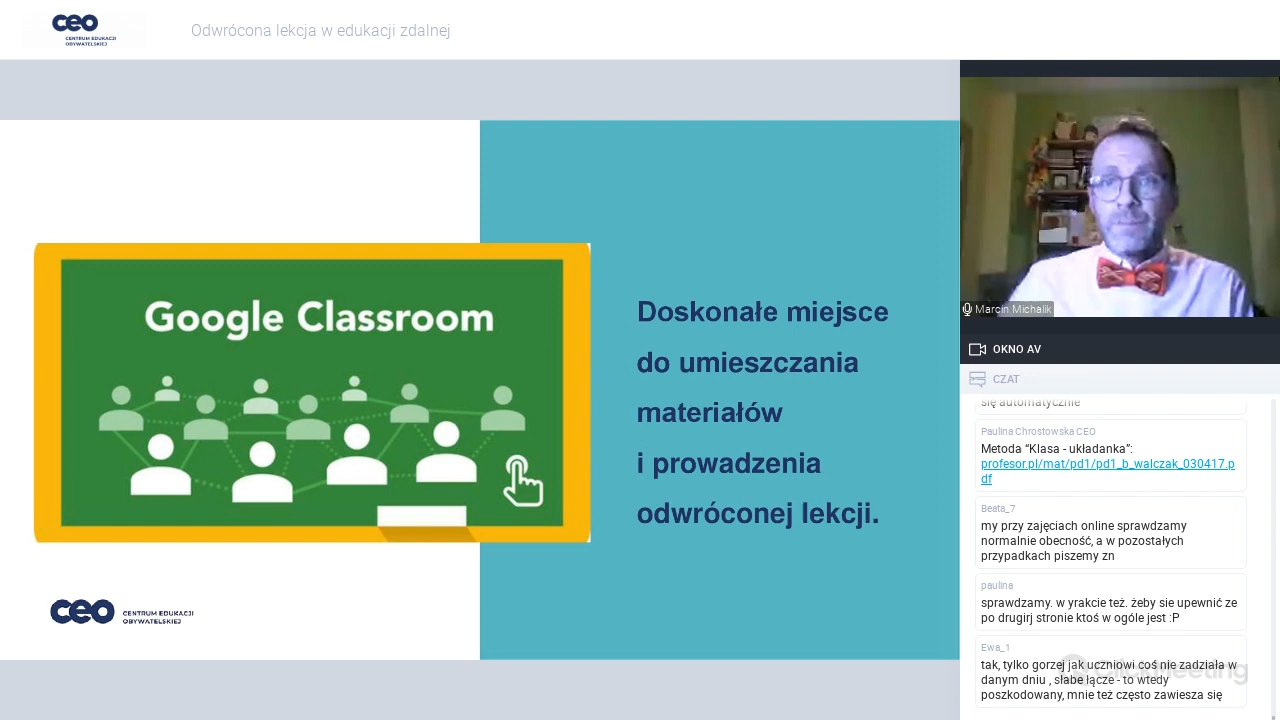 ceo
CENTRUM EDUKACJI
OBYWATELSKIEJ
Odwrócona lekcja w edukacji zdalnej
Google Classroom
Doskonałe miejsce
do umieszczania
materiałów
i prowadzenia
odwróconej lekcji.
ceo
CENTRUM EDUKACJI
OBYWATELSKIEJ
Marcin Michalik
OKNO AV
CZAT
się automatycznie
Paulina Chrostowska CEO
Metoda “Klasa - układanka”:
profesor.pl/mat/pd1/pd1_b_walczak_030417.p
df
Beata_7
my przy zajęciach online sprawdzamy
normalnie obecność, a w pozostałych
przypadkach piszemy zn
paulina
sprawdzamy. w yrakcie też. żeby sie upewnić ze
po drugirj stronie ktoś w ogóle jest :P
Ewa_1
tak, tylko gorzej jak uczniowi coś nie zadziała w
danym dniu , słabe łącze - to wtedy
poszkodowany, mnie też często zawiesza się
ClickMeeting